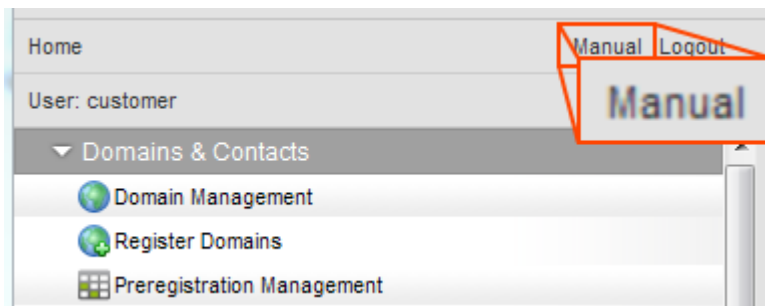 Home Manual Logout
Manual
User: customer
Domains & Contacts
Domain Management
Register Domains
Preregistration Management